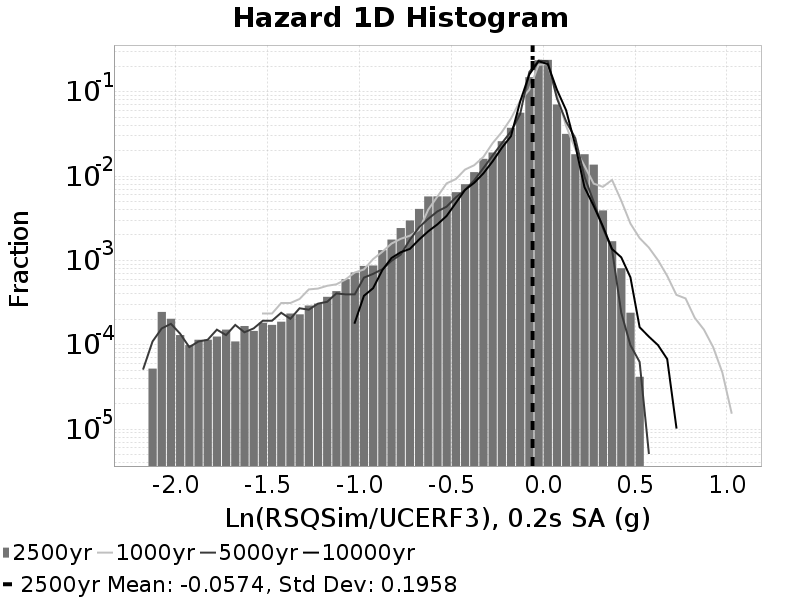 Hazard 1D Histogram
Fraction
10-1
10-2
10-3
10-4
10-5
-2.0 -1.5 -1.0 -0.5 0.0 0.5 1.0
Ln(RSQSim/UCERF3), 0.2s SA (g)
2500yr 1000yr 5000yr 10000yr
2500yr Mean: -0.0574, Std Dev: 0.1958